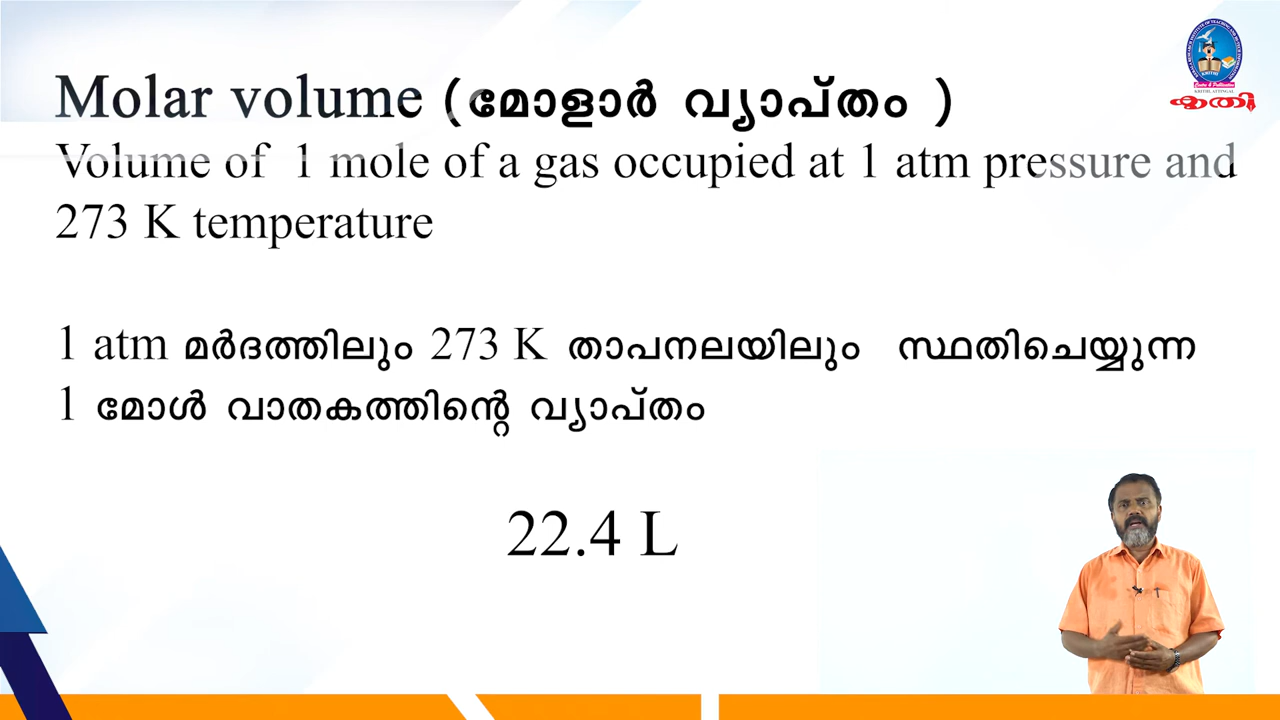 Molar volume (മോളാർ വ്യാപ്തം )
Volume of 1 mole of a gas occupied at 1 atm pressure and
273 K temperature
1 atm മർദത്തിലും 273 K താപനലയിലും സ്ഥതിചെയ്യുന്ന
1 മോൾ വാതകത്തിന്റെ വ്യാപ്തം
22.4 L
കൃതി